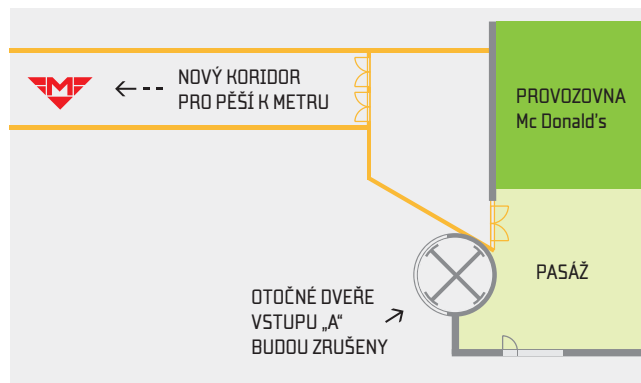 M
NOVÝ KORIDOR
PRO PĚŠÍ K METRU
PROVOZOVNA
Mc Donald's
PASÁŽ
OTOČNÉ DVEŘE
VSTUPU „A“
BUDOU ZRUŠENY